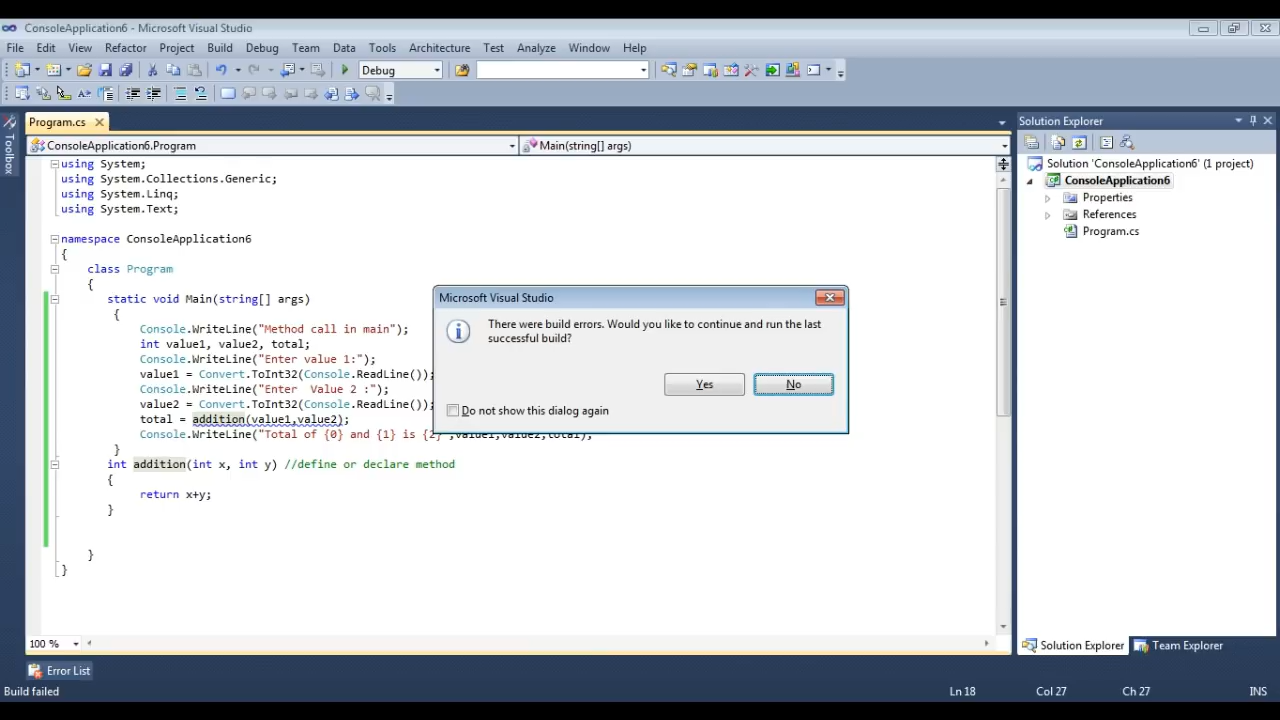 ConsoleApplication6 - Microsoft Visual Studio
File Edit View Refactor Project Build Debug Team Data Tools Architecture Test Analyze Window Help
Debug
Program.cs
Toolbox
ConsoleApplication6.Program
Main(string[] args)
using System;
using System.Collections.Generic;
using System.Linq;
using System.Text;
namespace ConsoleApplication6
{
class Program
{
static void Main(string[] args)
{
Console.WriteLine("Method call in main");
int value1, value2, total;
Console.WriteLine("Enter value 1:");
value1 = Convert.ToInt32(Console.ReadLine());
Console.WriteLine("Enter  Value 2 :");
value2 = Convert.ToInt32(Console.ReadLine());
total = addition(value1,value2);
Console.WriteLine("Total of {0} and {1} is {2}",value1,value2,total);
}
int addition(int x, int y) //define or declare method
{
return x+y;
}
}
}
Microsoft Visual Studio
There were build errors. Would you like to continue and run the last
successful build?
Yes
No
Do not show this dialog again
Solution Explorer
Solution 'ConsoleApplication6' (1 project)
ConsoleApplication6
Properties
References
Program.cs
100 %
Solution Explorer
Team Explorer
Error List
Build failed
Ln 18
Col 27
Ch 27
INS